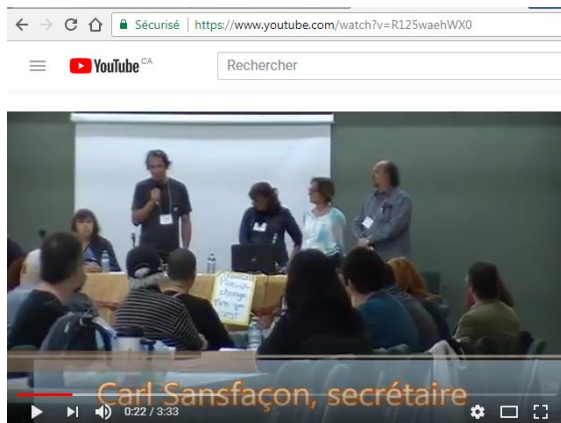 Sécurisé | https://www.youtube.com/watch?v=R125waehWX0
YouTube CA
Rechercher
Carl Sansfaçon, secrétaire
0:22 / 3:33